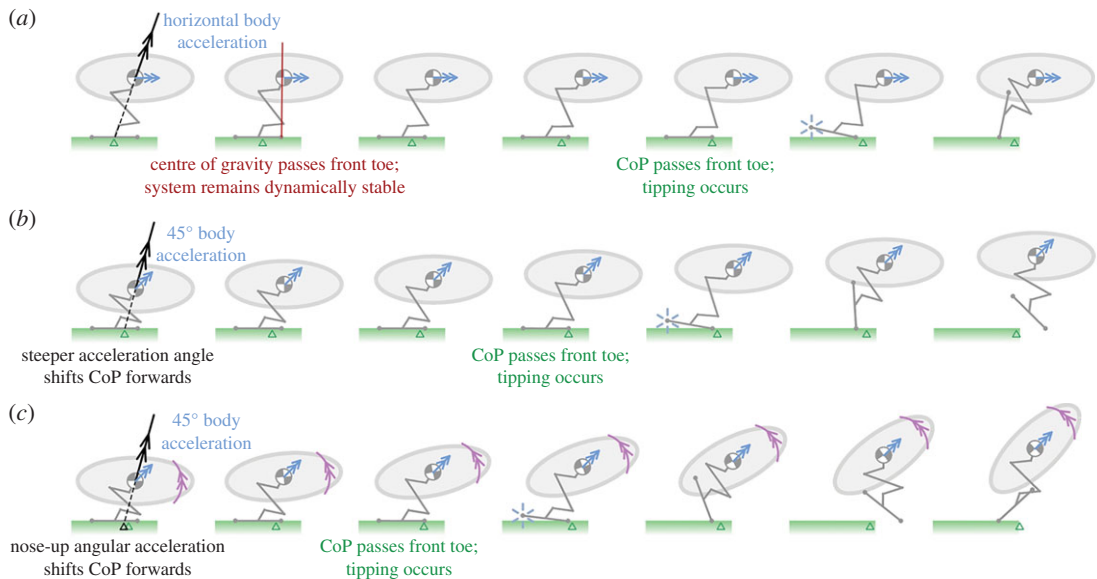 (a)
horizontal body
acceleration
centre of gravity passes front toe;
system remains dynamically stable
CoP passes front toe;
tipping occurs
(b)
45° body
acceleration
steeper acceleration angle
shifts CoP forwards
CoP passes front toe;
tipping occurs
(c)
45° body
acceleration
nose-up angular acceleration
shifts CoP forwards
CoP passes front toe;
tipping occurs